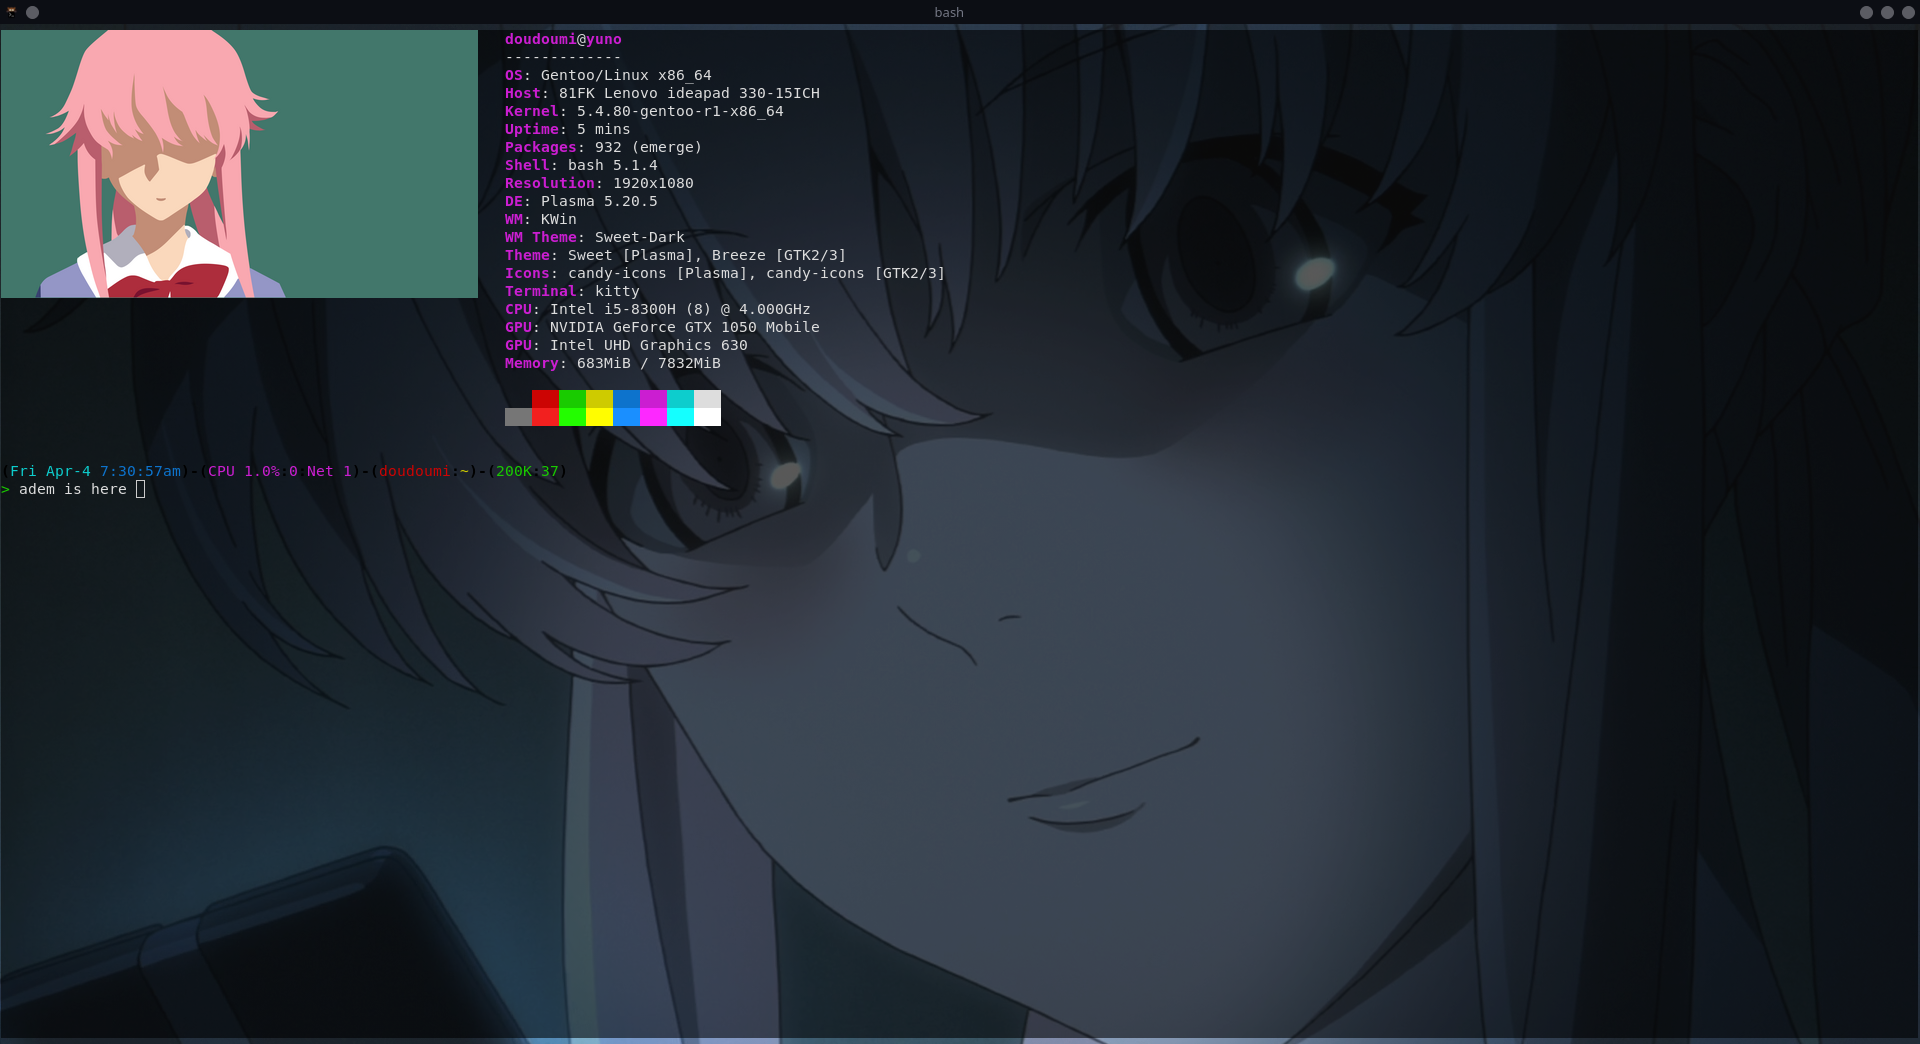 bash
doudoumi@yuno
-------------
OS: Gentoo/Linux x86_64
Host: 81FK Lenovo ideapad 330-15ICH
Kernel: 5.4.80-gentoo-r1-x86_64
Uptime: 5 mins
Packages: 932 (emerge)
Shell: bash 5.1.4
Resolution: 1920x1080
DE: Plasma 5.20.5
WM: KWin
WM Theme: Sweet-Dark
Theme: Sweet [Plasma], Breeze [GTK2/3]
Icons: candy-icons [Plasma], candy-icons [GTK2/3]
Terminal: kitty
CPU: Intel i5-8300H (8) @ 4.000GHz
GPU: NVIDIA GeForce GTX 1050 Mobile
GPU: Intel UHD Graphics 630
Memory: 683MiB / 7832MiB
(Fri Apr-4 7:30:57am)-(CPU 1.0%:0:Net 1)-(doudoumi:~)-(200K:37)
> adem is here